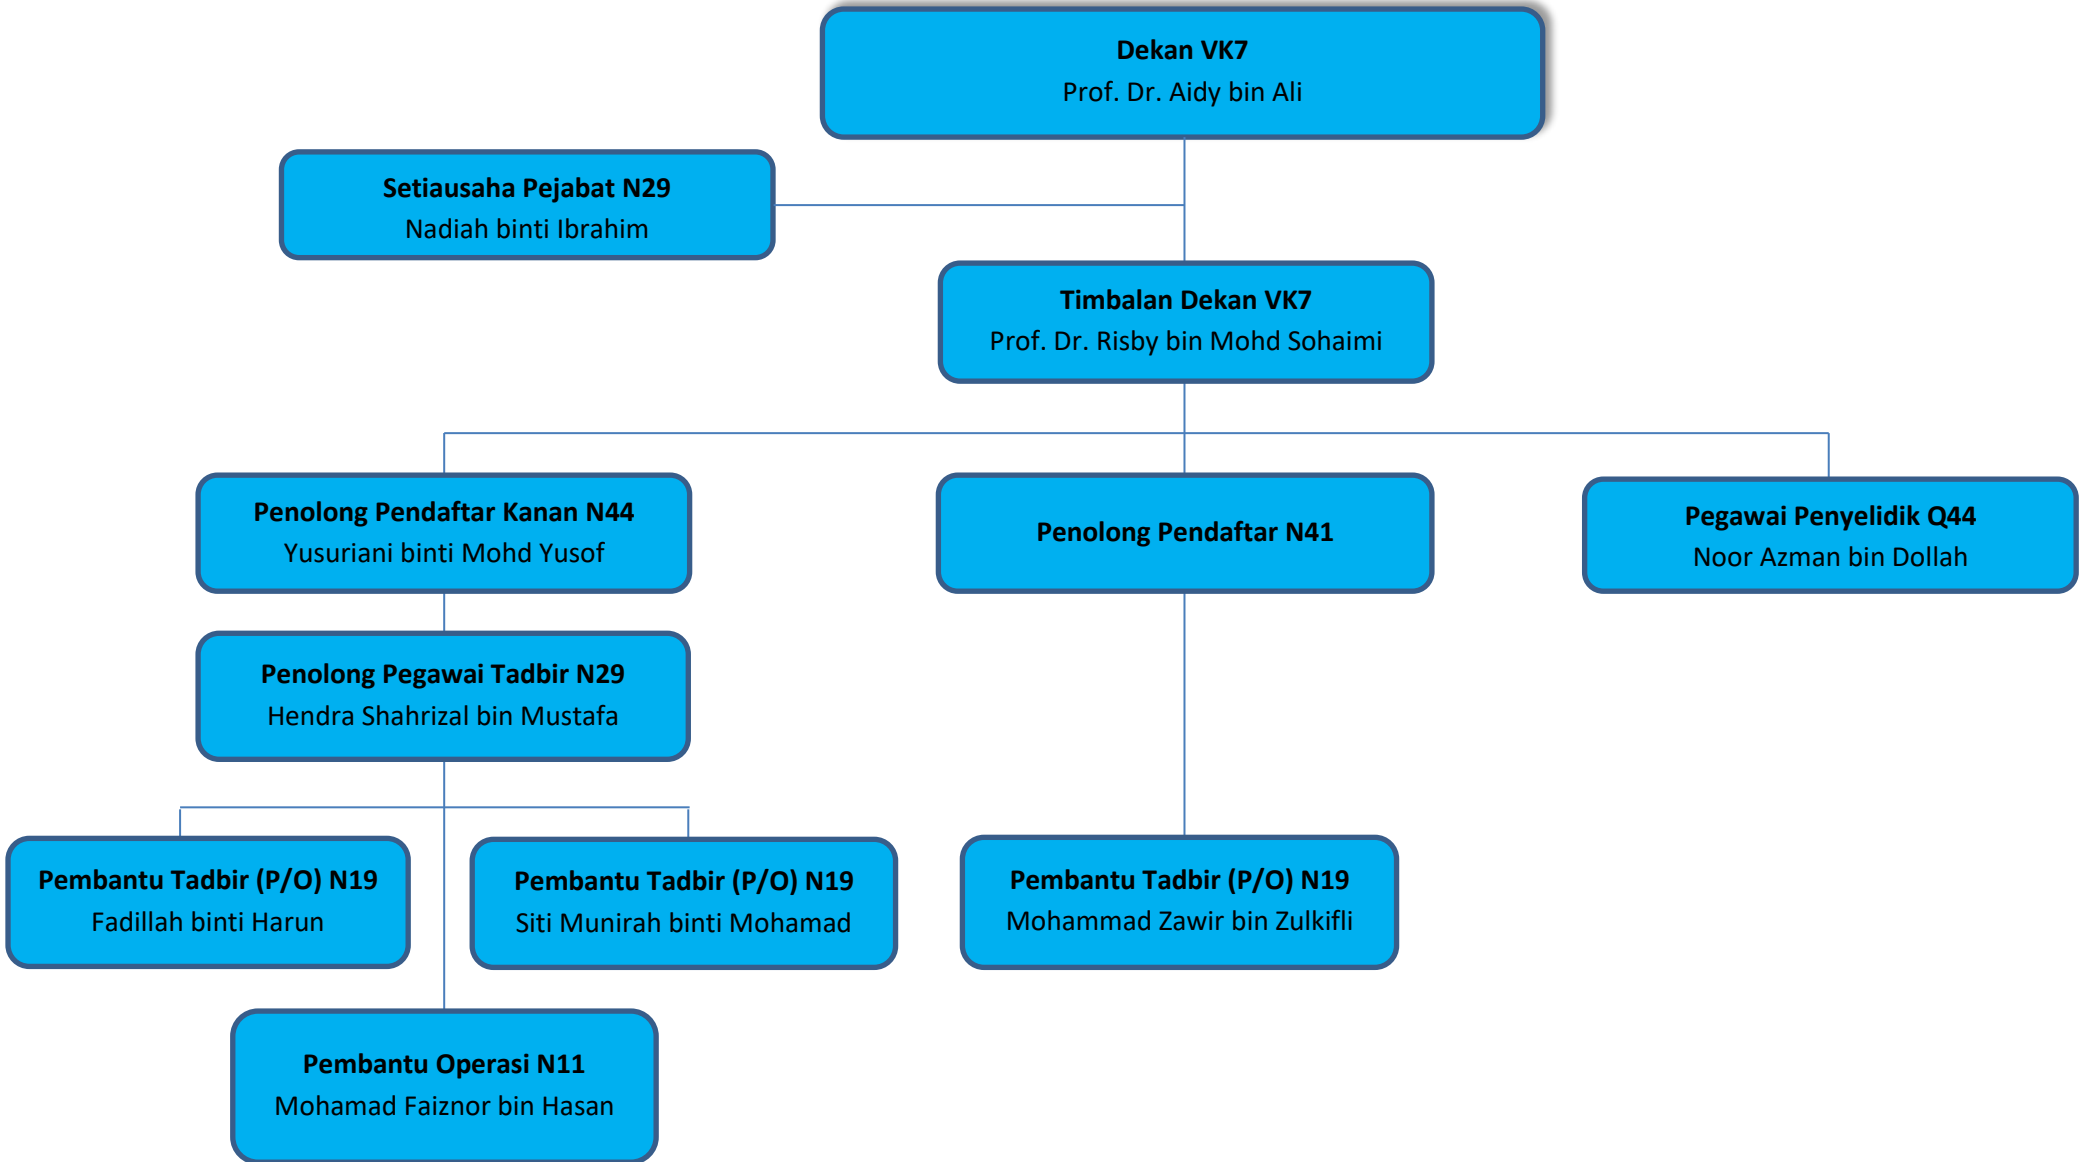 Dekan VK7
Prof. Dr. Aidy bin Ali
Setiausaha Pejabat N29
Nadiah binti Ibrahim
Timbalan Dekan VK7
Prof. Dr. Risby bin Mohd Sohaimi
Penolong Pendaftar Kanan N44
Yusuriani binti Mohd Yusof
Penolong Pendaftar N41
Pegawai Penyelidik Q44
Noor Azman bin Dollah
Penolong Pegawai Tadbir N29
Hendra Shahrizal bin Mustafa
Pembantu Tadbir (P/O) N19
Fadillah binti Harun
Pembantu Tadbir (P/O) N19
Siti Munirah binti Mohamad
Pembantu Tadbir (P/O) N19
Mohammad Zawir bin Zulkifli
Pembantu Operasi N11
Mohamad Faiznor bin Hasan